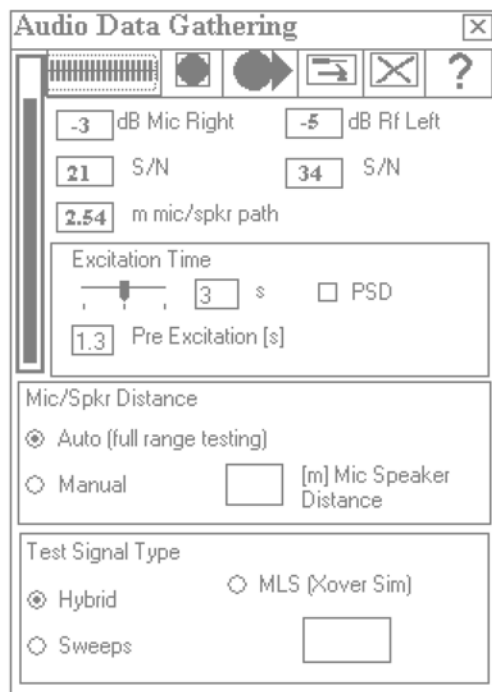 Audio Data Gathering
?
-3 dB Mic Right -5 dB Rf Left
21 S/N 34 S/N
2.54 m mic/spkr path
Excitation Time
3 s PSD
1.3 Pre Excitation [s]
Mic/Spkr Distance
Auto (full range testing)
Manual [m] Mic Speaker
Distance
Test Signal Type
MLS (Xover Sim)
Hybrid
Sweeps